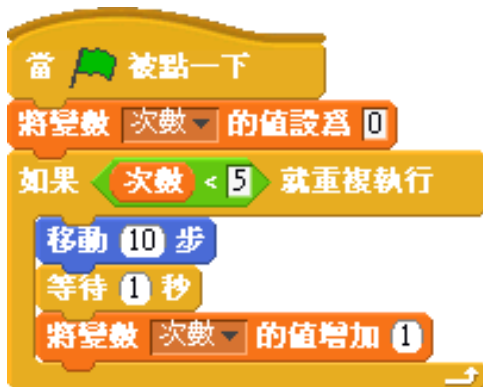 當 被點一下
將變數 次數 的值設為 0
如果 次數 < 5 就重複執行
移動 10 步
等待 1 秒
將變數 次數 的值增加 1